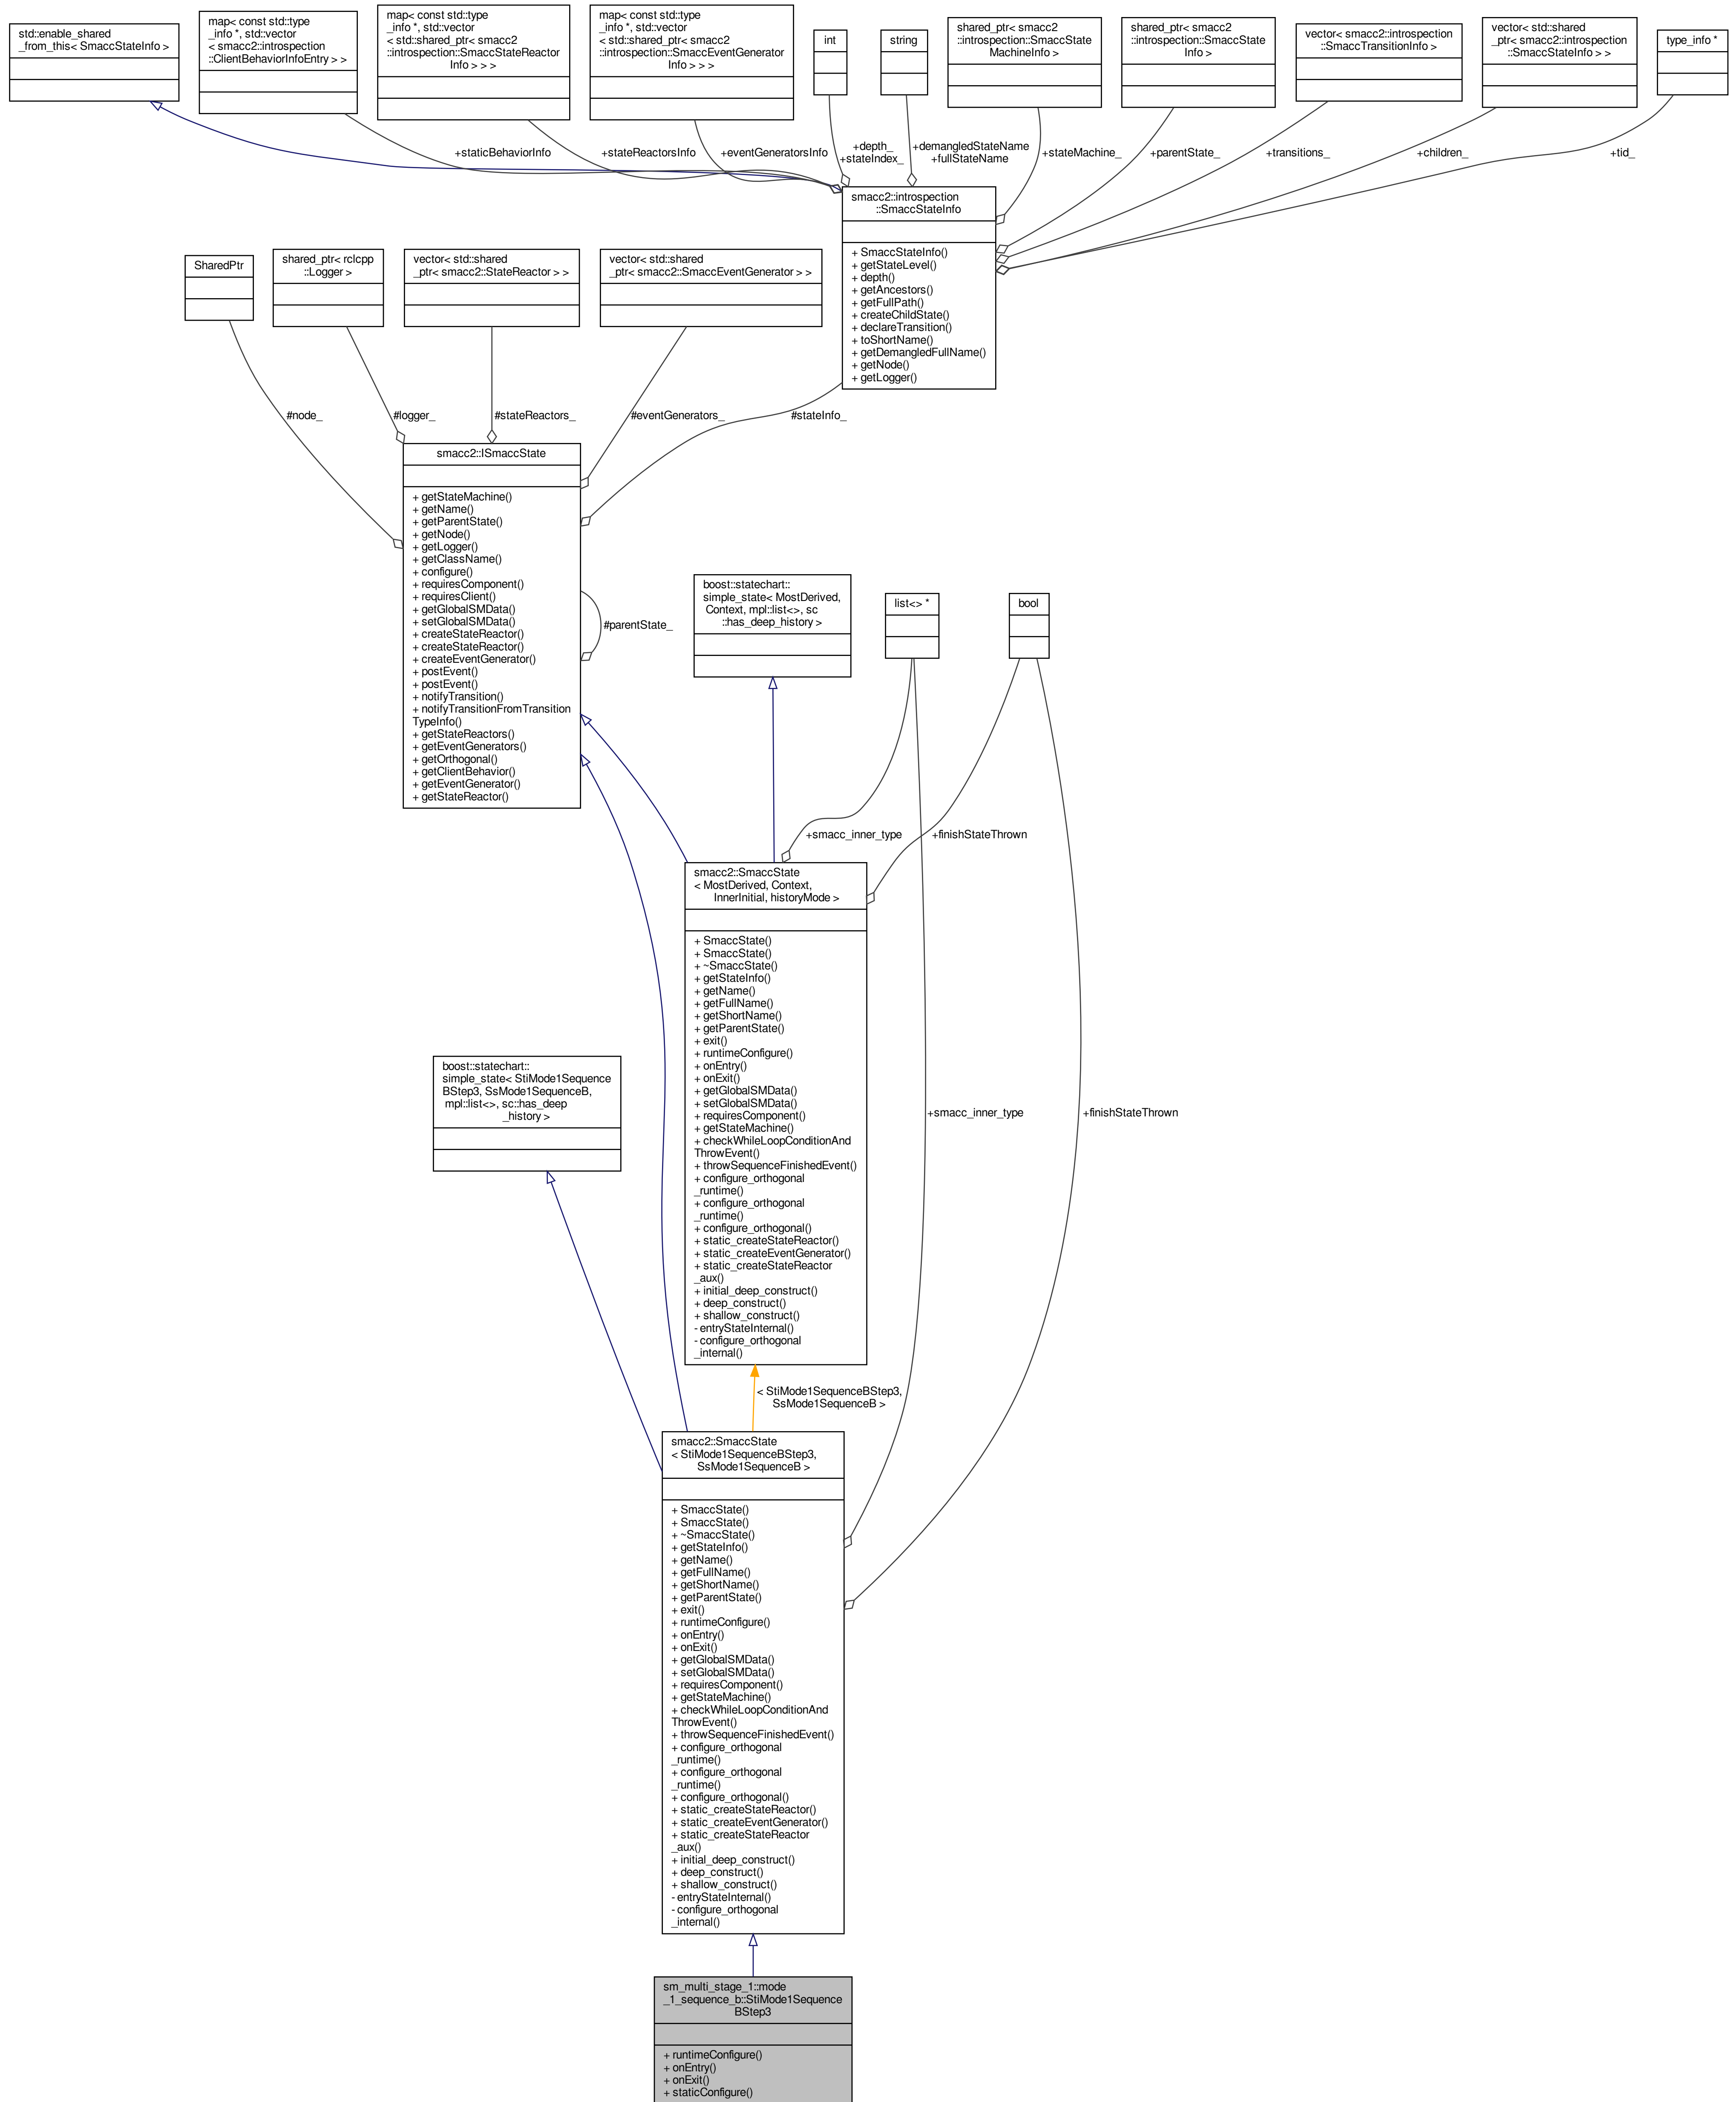 std::enable_shared
_from_this< SmaccStateInfo >
map< const std::type
_info *, std::vector
< smacc2::introspection
::ClientBehaviorInfoEntry > >
map< const std::type
_info *, std::vector
< std::shared_ptr< smacc2
::introspection::SmaccStateReactor
Info > > >
map< const std::type
_info *, std::vector
< std::shared_ptr< smacc2
::introspection::SmaccEventGenerator
Info > > >
int
string
shared_ptr< smacc2
::introspection::SmaccState
MachineInfo >
shared_ptr< smacc2
::introspection::SmaccState
Info >
vector< smacc2::introspection
::SmaccTransitionInfo >
vector< std::shared
_ptr< smacc2::introspection
::SmaccStateInfo > >
type_info *
+staticBehaviorInfo
+stateReactorsInfo
+eventGeneratorsInfo
+depth_
+stateIndex_
+demangledStateName
+fullStateName
+stateMachine_
+parentState_
+transitions_
+children_
+tid_
smacc2::introspection
::SmaccStateInfo
+ SmaccStateInfo()
+ getStateLevel()
+ depth()
+ getAncestors()
+ getFullPath()
+ createChildState()
+ declareTransition()
+ toShortName()
+ getDemangledFullName()
+ getNode()
+ getLogger()
SharedPtr
shared_ptr< rclcpp
::Logger >
vector< std::shared
_ptr< smacc2::StateReactor > >
vector< std::shared
_ptr< smacc2::SmaccEventGenerator > >
#node_
#logger_
#stateReactors_
#eventGenerators_
#stateInfo_
smacc2::ISmaccState
+ getStateMachine()
+ getName()
+ getParentState()
+ getNode()
+ getLogger()
+ getClassName()
+ configure()
+ requiresComponent()
+ requiresClient()
+ getGlobalSMData()
+ setGlobalSMData()
+ createStateReactor()
+ createStateReactor()
+ createEventGenerator()
+ postEvent()
+ postEvent()
+ notifyTransition()
+ notifyTransitionFromTransition
TypeInfo()
+ getStateReactors()
+ getEventGenerators()
+ getOrthogonal()
+ getClientBehavior()
+ getEventGenerator()
+ getStateReactor()
#parentState_
boost::statechart::
simple_state< MostDerived,
Context, mpl::list<>, sc
::has_deep_history >
list<> *
bool
+smacc_inner_type
+finishStateThrown
smacc2::SmaccState
< MostDerived, Context,
InnerInitial, historyMode >
+ SmaccState()
+ SmaccState()
+ ~SmaccState()
+ getStateInfo()
+ getName()
+ getFullName()
+ getShortName()
+ getParentState()
+ exit()
+ runtimeConfigure()
+ onEntry()
+ onExit()
+ getGlobalSMData()
+ setGlobalSMData()
+ requiresComponent()
+ getStateMachine()
+ checkWhileLoopConditionAnd
ThrowEvent()
+ throwSequenceFinishedEvent()
+ configure_orthogonal
_runtime()
+ configure_orthogonal
_runtime()
+ configure_orthogonal()
+ static_createStateReactor()
+ static_createEventGenerator()
+ static_createStateReactor
_aux()
+ initial_deep_construct()
+ deep_construct()
+ shallow_construct()
- entryStateInternal()
- configure_orthogonal
_internal()
boost::statechart::
simple_state< StiMode1Sequence
BStep3, SsMode1SequenceB,
mpl::list<>, sc::has_deep
_history >
+smacc_inner_type
+finishStateThrown
< StiMode1SequenceBStep3,
SsMode1SequenceB >
smacc2::SmaccState
< StiMode1SequenceBStep3,
SsMode1SequenceB >
+ SmaccState()
+ SmaccState()
+ ~SmaccState()
+ getStateInfo()
+ getName()
+ getFullName()
+ getShortName()
+ getParentState()
+ exit()
+ runtimeConfigure()
+ onEntry()
+ onExit()
+ getGlobalSMData()
+ setGlobalSMData()
+ requiresComponent()
+ getStateMachine()
+ checkWhileLoopConditionAnd
ThrowEvent()
+ throwSequenceFinishedEvent()
+ configure_orthogonal
_runtime()
+ configure_orthogonal
_runtime()
+ configure_orthogonal()
+ static_createStateReactor()
+ static_createEventGenerator()
+ static_createStateReactor
_aux()
+ initial_deep_construct()
+ deep_construct()
+ shallow_construct()
- entryStateInternal()
- configure_orthogonal
_internal()
sm_multi_stage_1::mode
_1_sequence_b::StiMode1Sequence
BStep3
+ runtimeConfigure()
+ onEntry()
+ onExit()
+ staticConfigure()